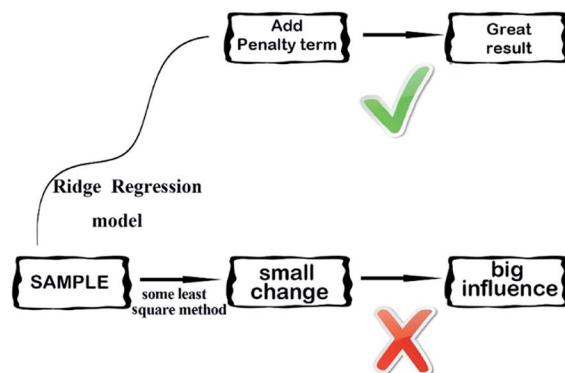 Add
Penalty term
Great
result
Ridge Regression
model
SAMPLE
some least
square method
small
change
big
influence